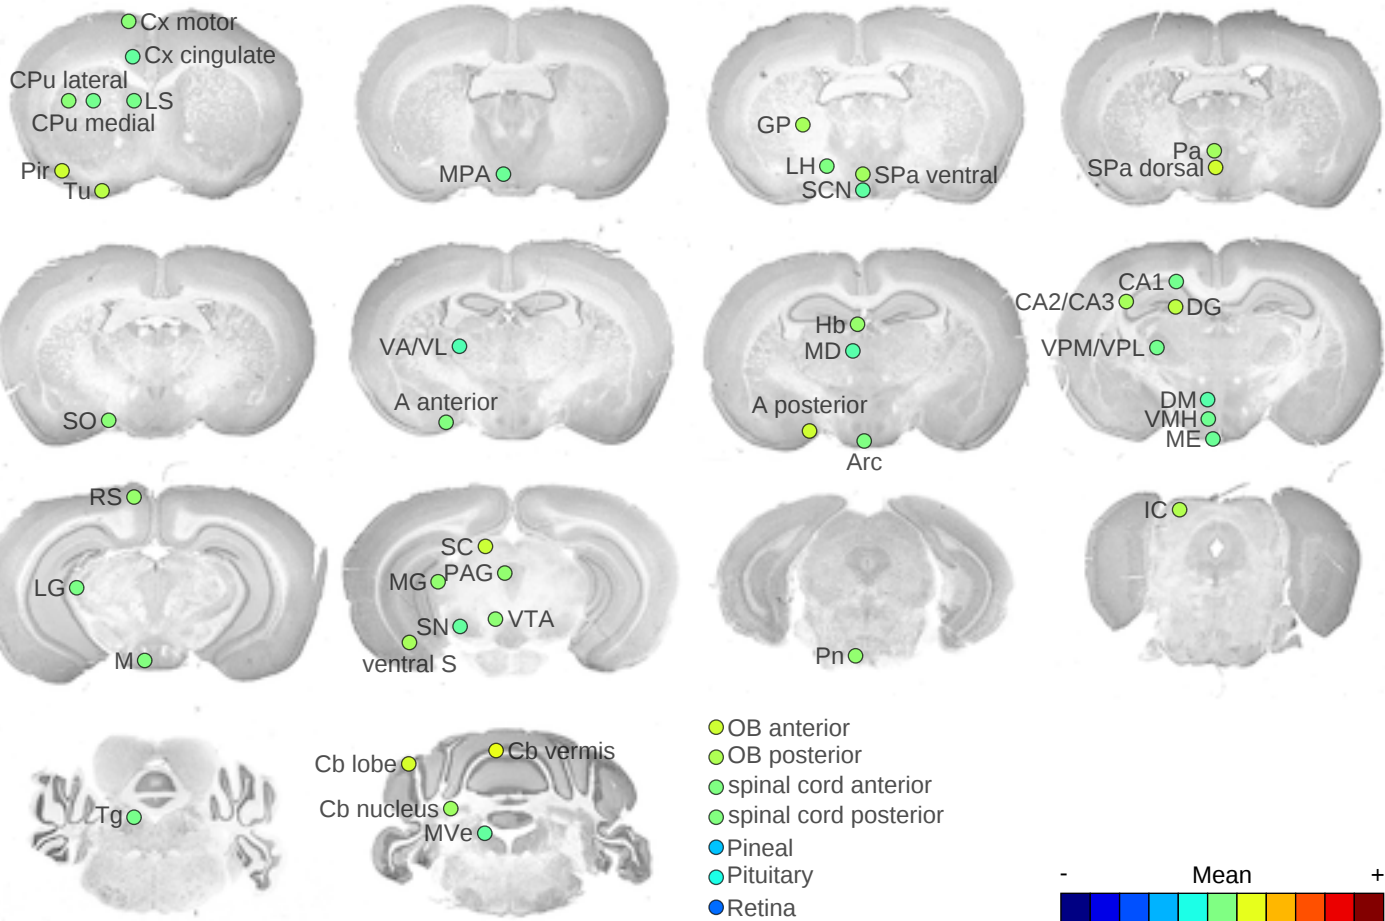 Cx motor
Cx cingulate
CPu lateral
LS
CPu medial
Pir
Tu
MPA
GP
LH
SPa ventral
SCN
Pa
SPa dorsal
SO
VA/VL
A anterior
Hb
MD
A posterior
Arc
CA1
CA2/CA3
DG
VPM/VPL
DM
VMH
ME
RS
LG
M
SC
MG
PAG
SN
VTA
ventral S
Pn
IC
Tg
Cb lobe
Cb vermis
Cb nucleus
MVe
OB anterior
OB posterior
spinal cord anterior
spinal cord posterior
Pineal
Pituitary
Retina
- Mean +